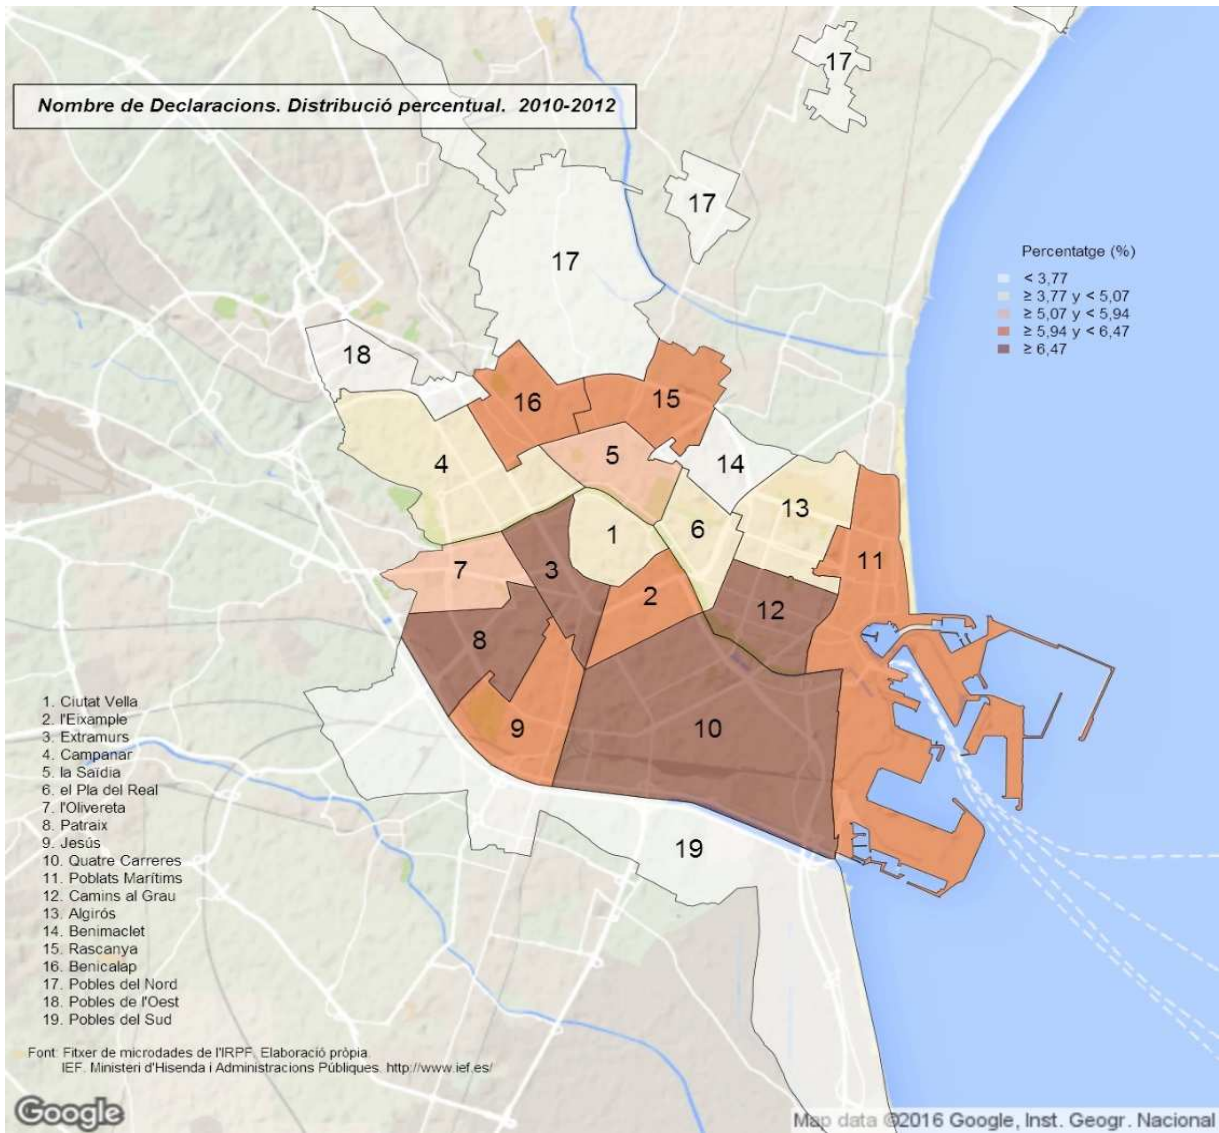 17
Nombre de Declaracions. Distribució percentual. 2010-2012
17
17
Percentatge (%)
< 3,77
≥ 3,77 y < 5,07
≥ 5,07 y < 5,94
≥ 5,94 y < 6,47
≥ 6,47
18
16
15
4
5
14
13
1
6
11
7
3
2
12
8
9
10
19
1. Ciutat Vella
2. l'Eixample
3. Extramurs
4. Campanar
5. la Saïdia
6. el Pla del Real
7. l'Olivereta
8. Patraix
9. Jesús
10. Quatre Carreres
11. Poblats Marítims
12. Camins al Grau
13. Algirós
14. Benimaclet
15. Rascanya
16. Benicalap
17. Pobles del Nord
18. Pobles de l'Oest
19. Pobles del Sud
Font: Fitxer de microdades de l'IRPF. Elaboració pròpia.
IEF. Ministeri d'Hisenda i Administracions Públiques. http://www.ief.es/
Google
Map data ©2016 Google, Inst. Geogr. Nacional